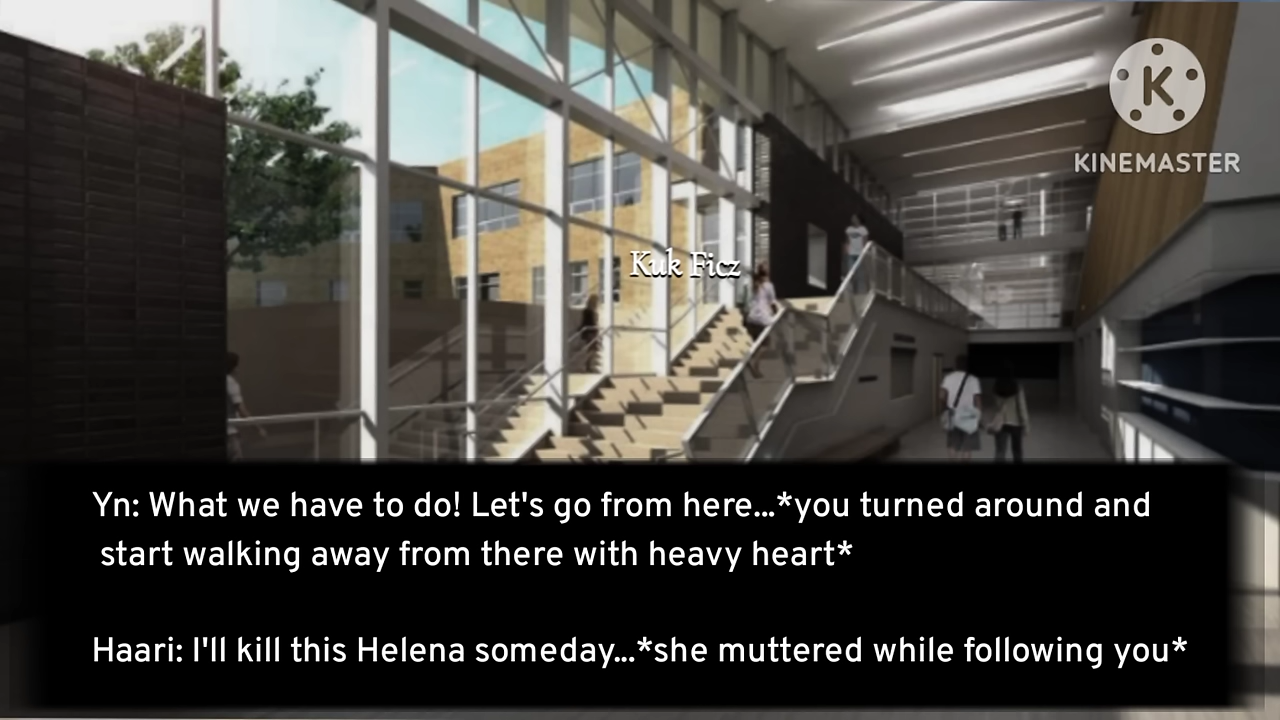 K
KINEMASTER
Kuk Ficz
Yn: What we have to do! Let's go from here...*you turned around and
start walking away from there with heavy heart*
Haari: I'll kill this Helena someday...*she muttered while following you*